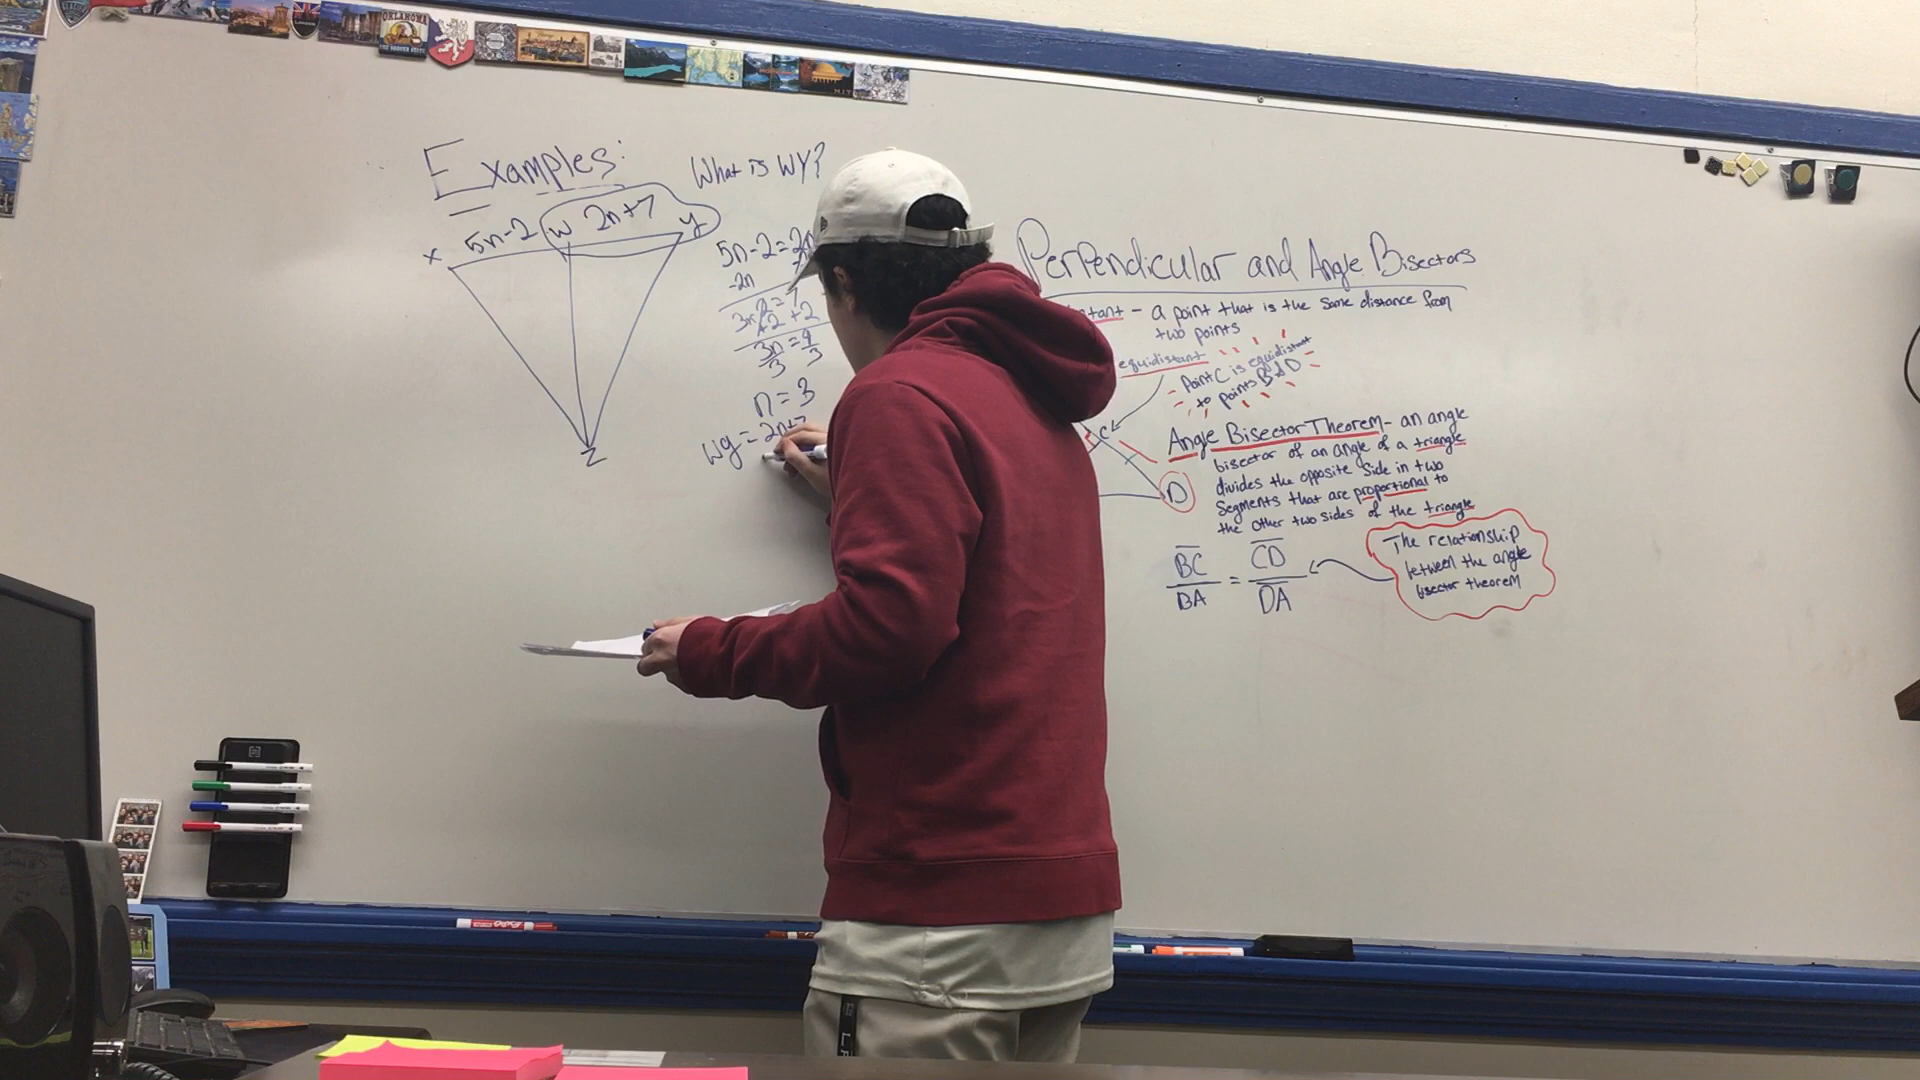 OKLAHOMA
Examples:
What is WY?
x 5n-2 w 2n+7 y
Z
5n-2=2n
-2n
3n-2=7
+2 +2
3n=9
3 3
n=3
wy=2n+7
Perpendicular and Angle Bisectors
tant - a point that is the same distance from
two points
equidistant
Point C is equidistant
to points B & D
C
D
Angle Bisector Theorem- an angle
bisector of an angle of a triangle
divides the opposite side in two
segments that are proportional to
the other two sides of the triangle
BC = CD
BA DA
The relationship
between the angle
bisector theorem